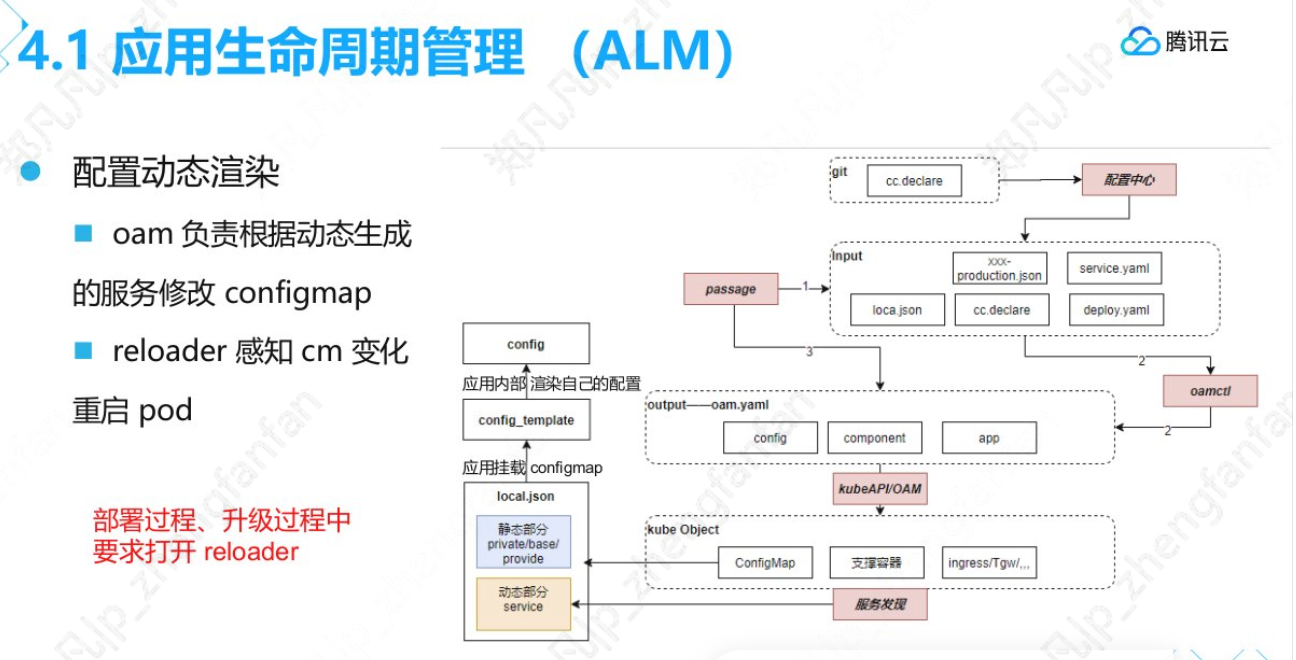 4.1 应用生命周期管理 （ALM）
腾讯云
配置动态渲染
oam 负责根据动态生成
的服务修改 configmap
reloader 感知 cm 变化
重启 pod
部署过程、升级过程中
要求打开 reloader
git
cc.declare
配置中心
Input
xxx-
production.json
service.yaml
loca.json
cc.declare
deploy.yaml
passage
1
3
2
oamctl
2
output——oam.yaml
config
component
app
kubeAPI/OAM
kube Object
ConfigMap
支撑容器
ingress/Tgw/,,,
服务发现
config
应用内部 渲染自己的配置
config_template
应用挂载 configmap
local.json
静态部分
private/base/
provide
动态部分
service